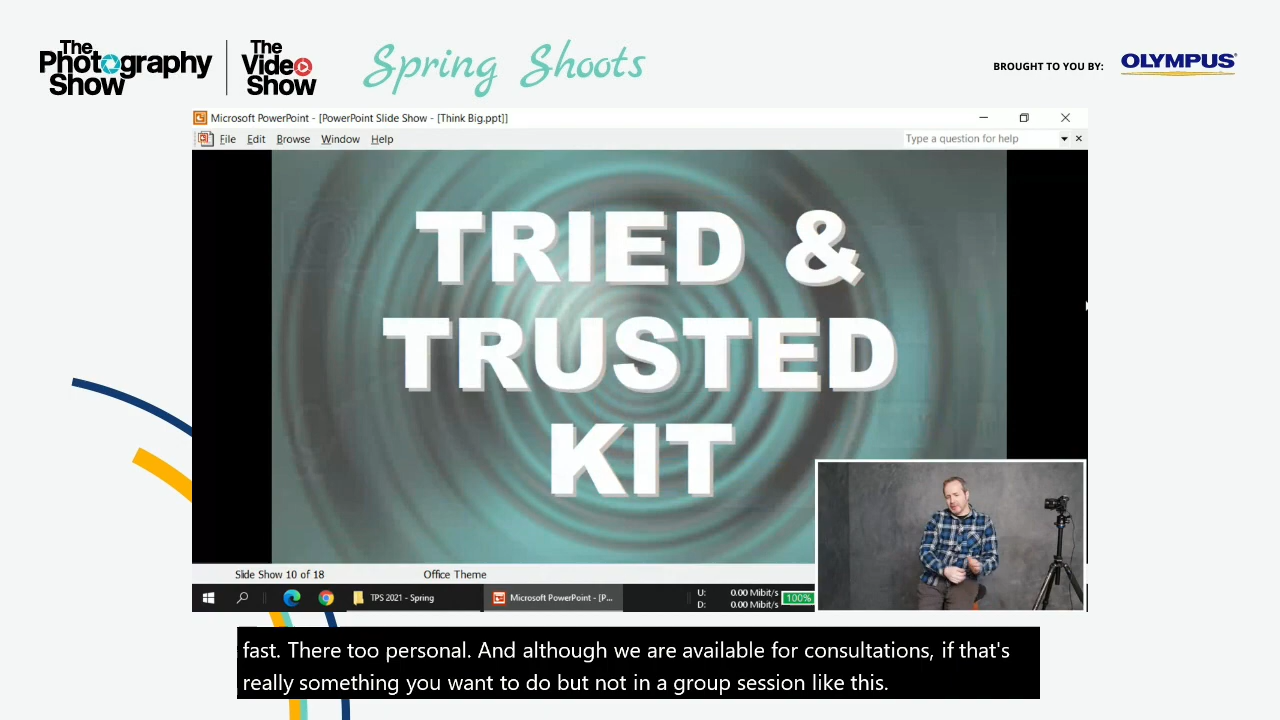 The
Photography
Show
The
Video
Show
Spring Shoots
BROUGHT TO YOU BY:
OLYMPUS
Microsoft PowerPoint - [PowerPoint Slide Show - [Think Big.ppt]]
File Edit Browse Window Help
Type a question for help
TRIED &
TRUSTED
KIT
Slide Show 10 of 18
Office Theme
TPS 2021 - Spring
Microsoft PowerPoint - [P...
U: 0.00 Mibit/s
D: 0.00 Mibit/s
100%
fast. There too personal. And although we are available for consultations, if that's
really something you want to do but not in a group session like this.